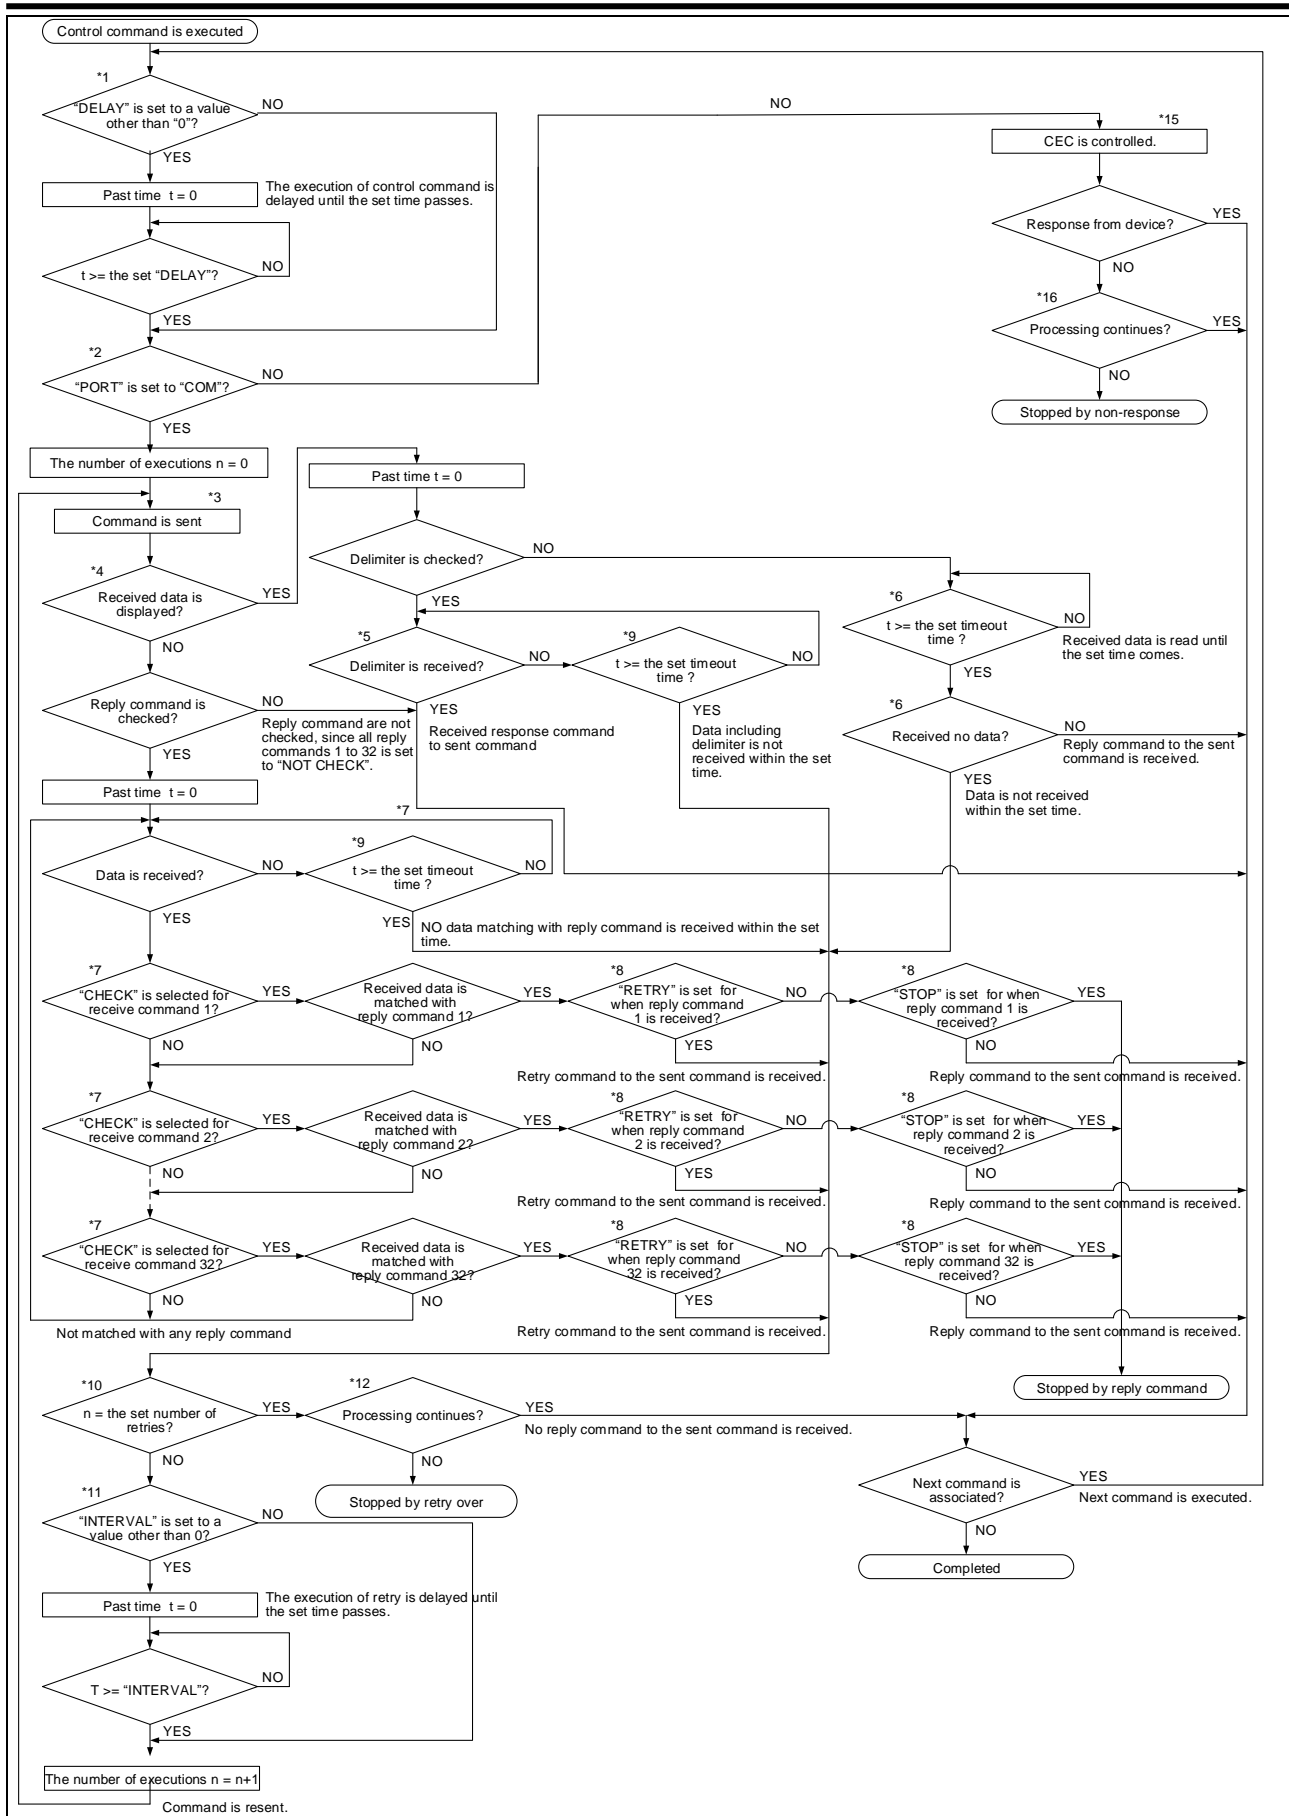 Control command is executed
*1
“DELAY” is set to a value
other than “0”?
NO
YES
Past time t = 0
The execution of control command is
delayed until the set time passes.
t >= the set “DELAY”?
NO
YES
*2
“PORT” is set to “COM”?
NO
YES
NO
*15
CEC is controlled.
Response from device?
YES
NO
*16
Processing continues?
YES
NO
Stopped by non-response
The number of executions n = 0
*3
Command is sent
*4
Received data is
displayed?
YES
NO
Reply command is
checked?
NO
Reply command are not
checked, since all reply
commands 1 to 32 is set
to “NOT CHECK”.
YES
Past time t = 0
Past time t = 0
Delimiter is checked?
NO
YES
*5
Delimiter is received?
NO
YES
Received response command
to sent command
*9
t >= the set timeout
time ?
NO
YES
Data including
delimiter is not
received within the set
time.
*6
t >= the set timeout
time ?
NO
Received data is read until
the set time comes.
YES
*6
Received no data?
NO
Reply command to the sent
command is received.
YES
Data is not received
within the set time.
*7
Data is received?
NO
YES
*9
t >= the set timeout
time ?
NO
YES
NO data matching with reply command is received within the set
time.
*7
“CHECK” is selected for
receive command 1?
YES
NO
Received data is
matched with
reply command 1?
YES
NO
*8
“RETRY” is set for
when reply command
1 is received?
NO
YES
Retry command to the sent command is received.
*8
“STOP” is set for when
reply command 1 is
received?
YES
NO
Reply command to the sent command is received.
*7
“CHECK” is selected for
receive command 2?
YES
NO
Received data is
matched with
reply command 2?
YES
NO
*8
“RETRY” is set for
when reply command
2 is received?
NO
YES
Retry command to the sent command is received.
*8
“STOP” is set for when
reply command 2 is
received?
YES
NO
Reply command to the sent command is received.
*7
“CHECK” is selected for
receive command 32?
YES
NO
Received data is
matched with
reply command 32?
YES
NO
*8
“RETRY” is set for
when reply command
32 is received?
NO
YES
Retry command to the sent command is received.
*8
“STOP” is set for when
reply command 32 is
received?
YES
NO
Reply command to the sent command is received.
Not matched with any reply command
Stopped by reply command
*10
n = the set number of
retries?
YES
NO
*12
Processing continues?
YES
No reply command to the sent command is received.
NO
Stopped by retry over
Next command is
associated?
YES
Next command is executed.
NO
Completed
*11
“INTERVAL” is set to a
value other than 0?
NO
YES
Past time t = 0
The execution of retry is delayed until
the set time passes.
T >= “INTERVAL”?
NO
YES
The number of executions n = n+1
Command is resent.